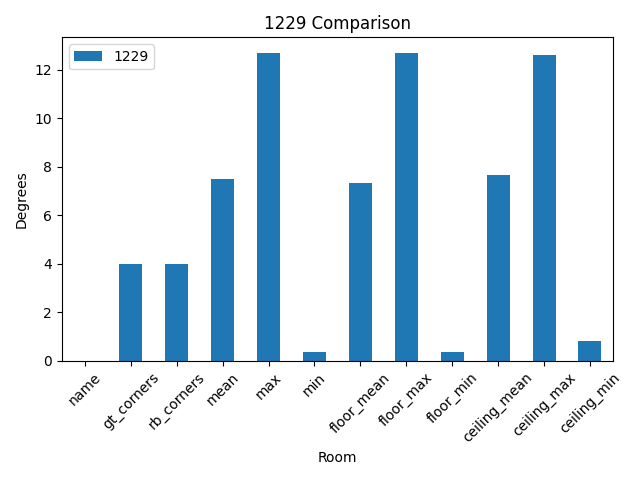 1229 Comparison
1229
Degrees
12
10
8
6
4
2
0
name
gt_corners
rb_corners
mean
max
min
floor_mean
floor_max
floor_min
ceiling_mean
ceiling_max
ceiling_min
Room